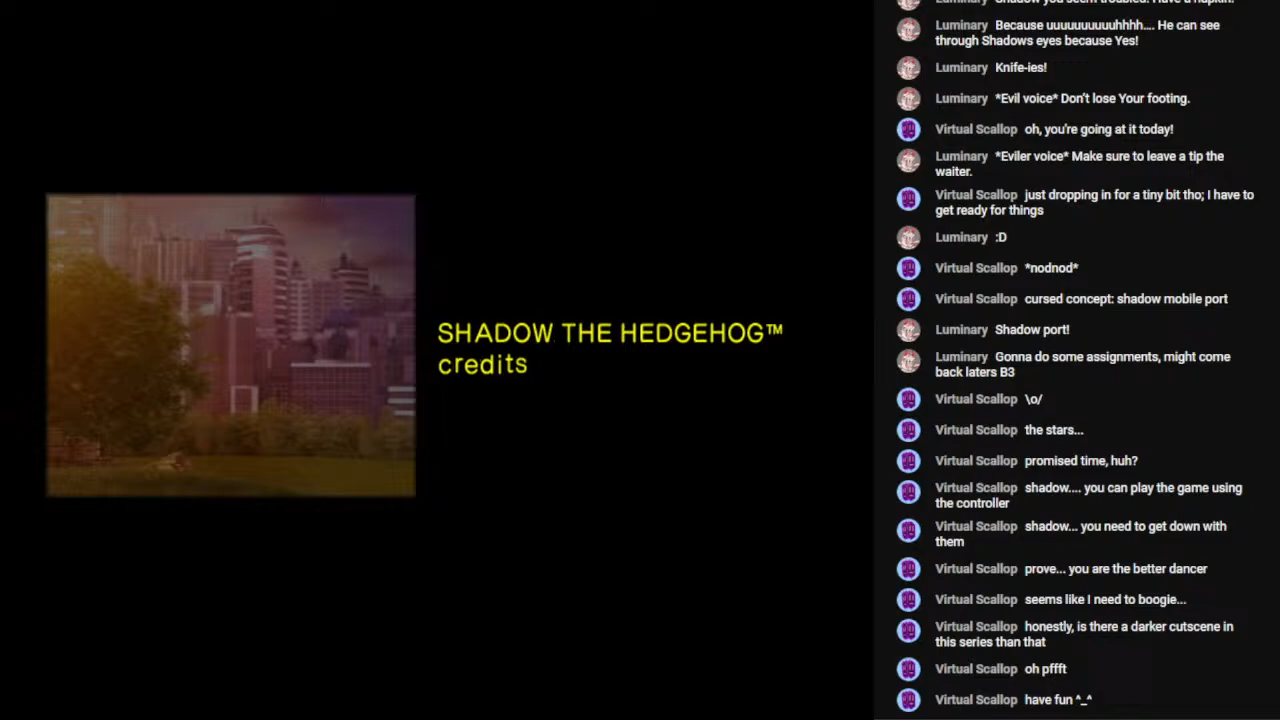 SHADOW THE HEDGEHOG™
credits
Luminary Because uuuuuuuuuuhhhh.... He can see
through Shadows eyes because Yes!
Luminary Knife-ies!
Luminary *Evil voice* Don't lose Your footing.
Virtual Scallop oh, you're going at it today!
Luminary *Eviler voice* Make sure to leave a tip the
waiter.
Virtual Scallop just dropping in for a tiny bit tho; I have to
get ready for things
Luminary :D
Virtual Scallop *nodnod*
Virtual Scallop cursed concept: shadow mobile port
Luminary Shadow port!
Luminary Gonna do some assignments, might come
back laters B3
Virtual Scallop \o/
Virtual Scallop the stars...
Virtual Scallop promised time, huh?
Virtual Scallop shadow.... you can play the game using
the controller
Virtual Scallop shadow... you need to get down with
them
Virtual Scallop prove... you are the better dancer
Virtual Scallop seems like I need to boogie...
Virtual Scallop honestly, is there a darker cutscene in
this series than that
Virtual Scallop oh pffft
Virtual Scallop have fun ^_^